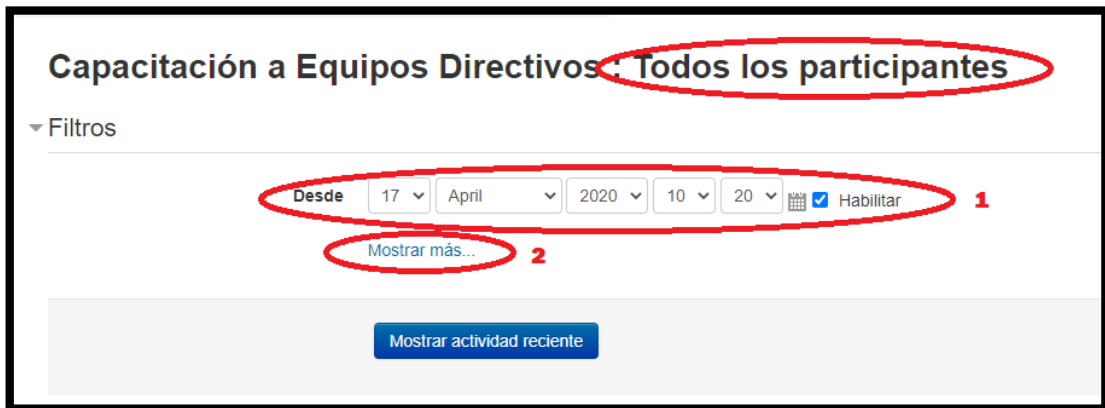 Capacitación a Equipos Directivos : Todos los participantes
Filtros
Desde 17 April 2020 10 20 Habilitar 1
Mostrar más... 2
Mostrar actividad reciente